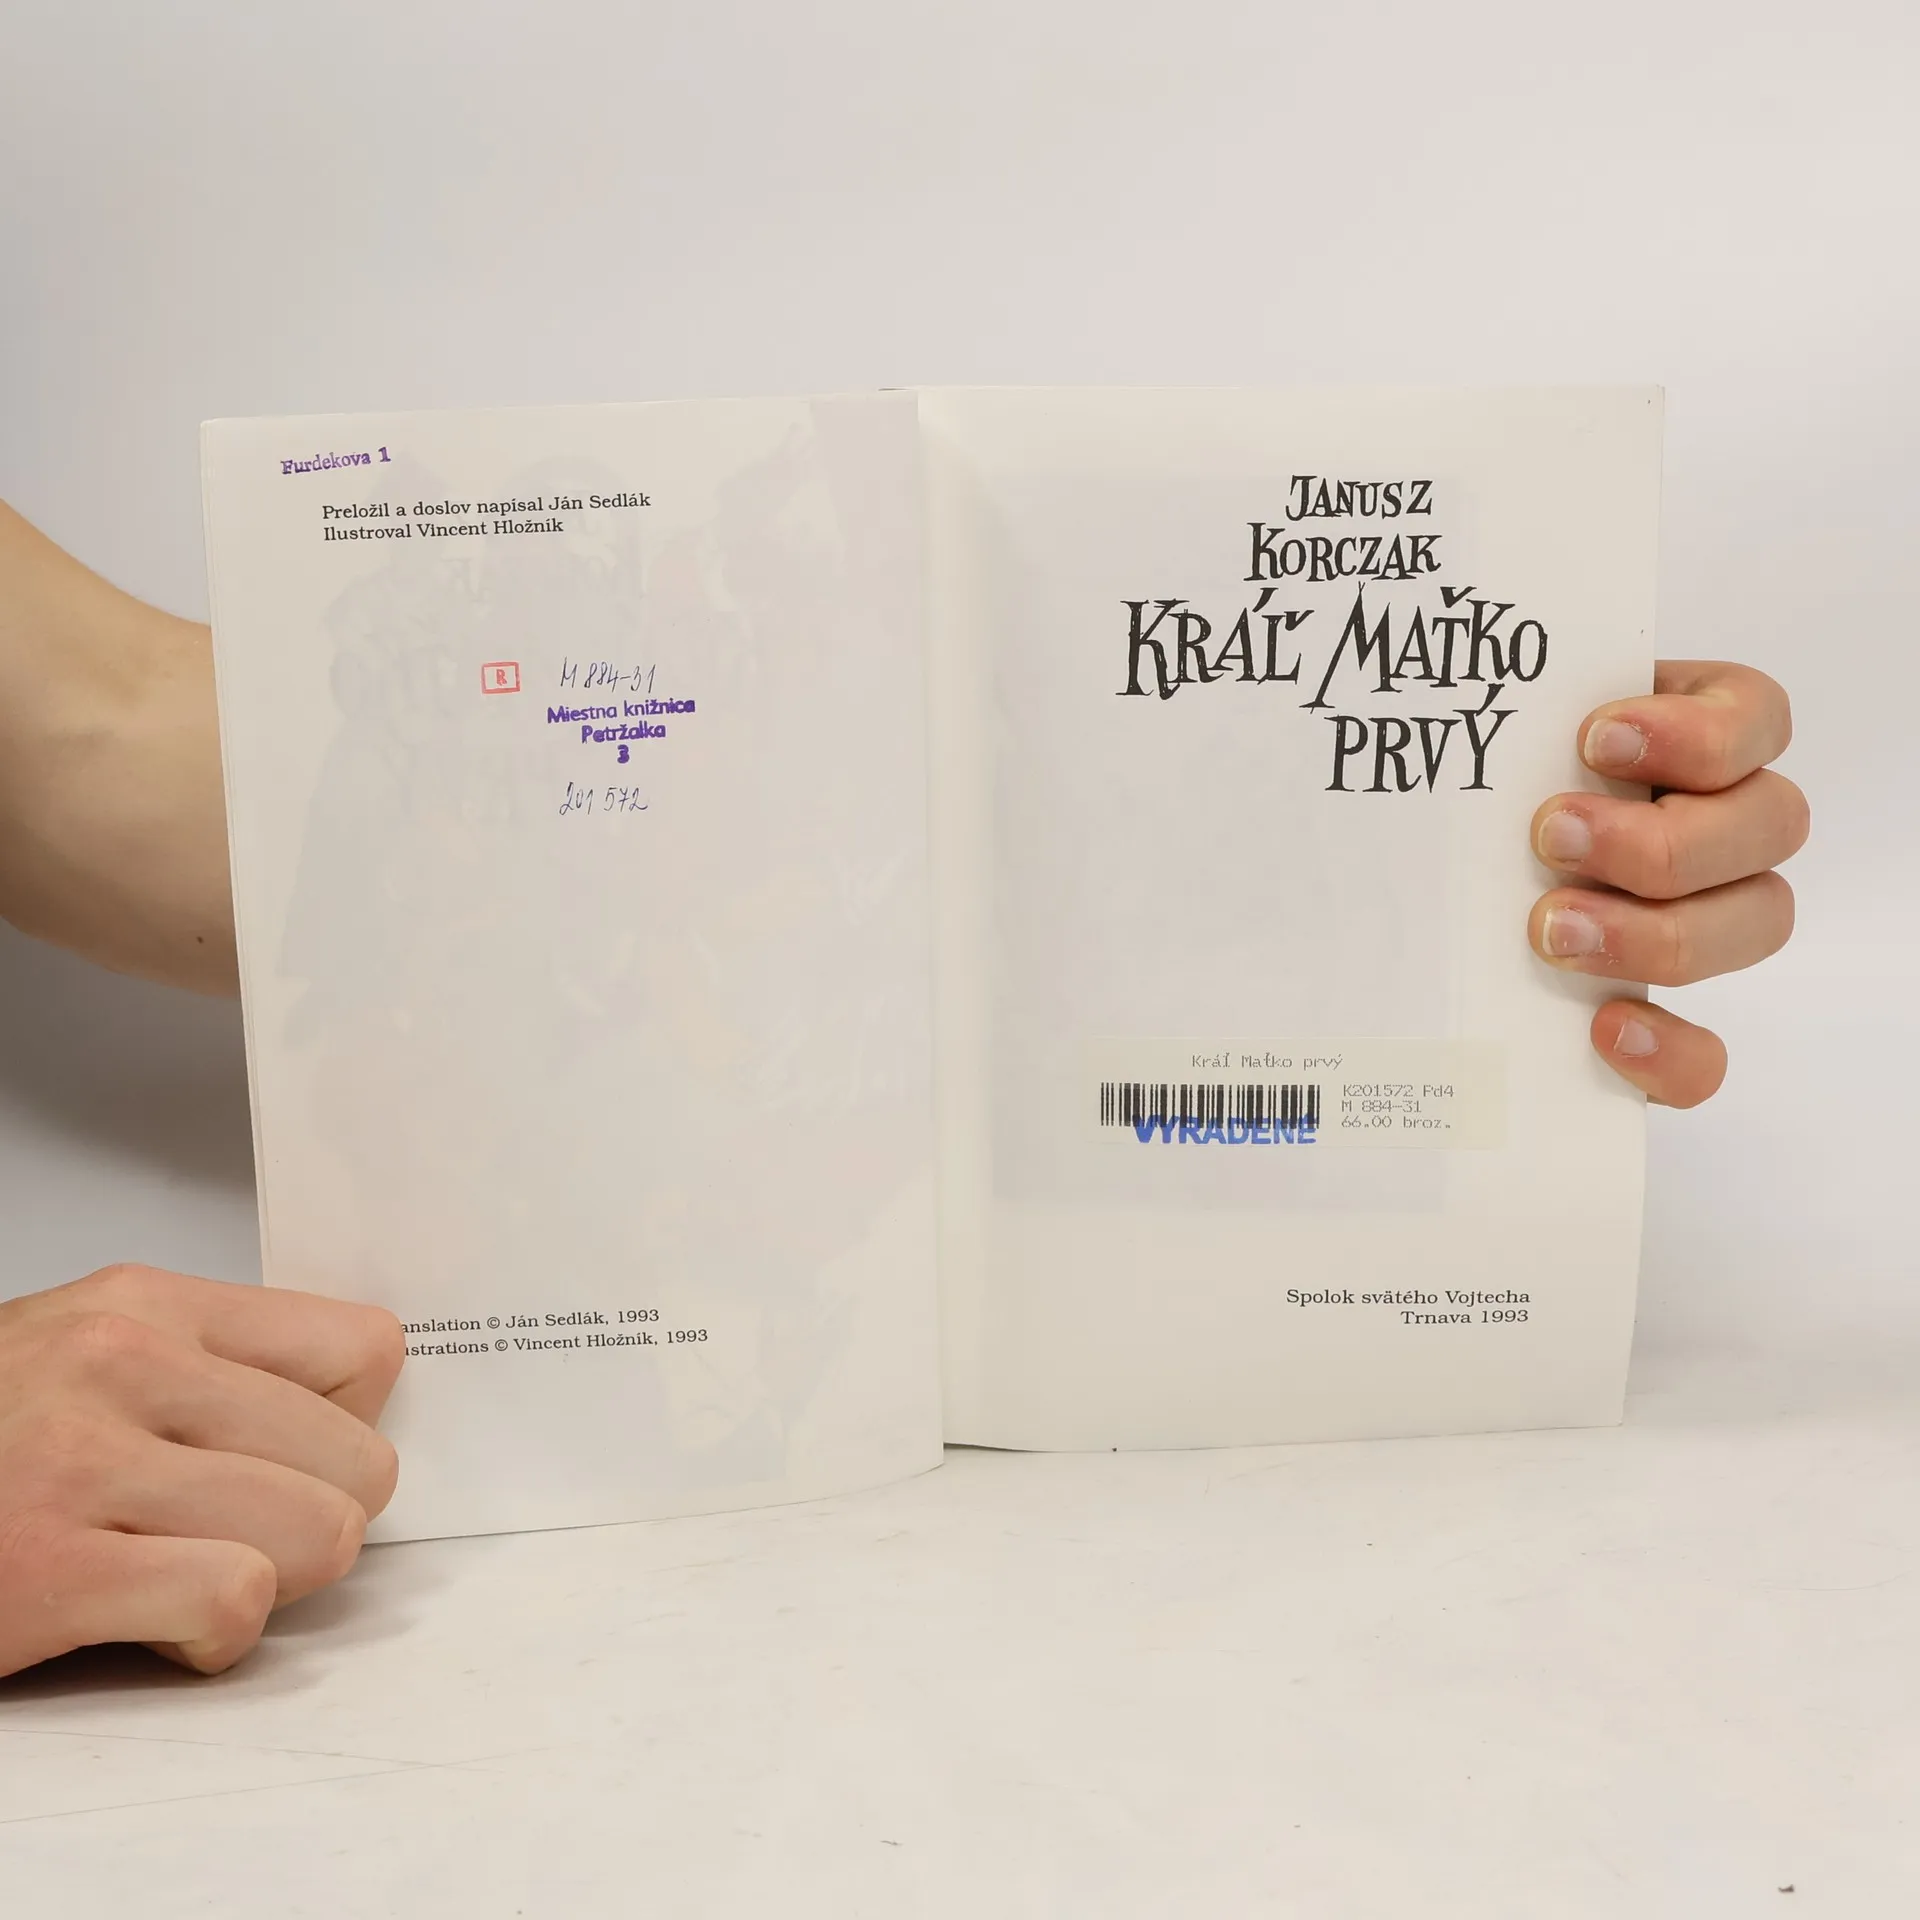 Furdekova 1
Preložil a doslov napísal Ján Sedlák
Ilustroval Vincent Hložník
R
M 884-31
Miestna knižnica
Petržalka
3
201 572
anslation © Ján Sedlák, 1993
ustrations © Vincent Hložník, 1993
JANUSZ
KORCZAK
KRÁĽ MAŤKO
PRVÝ
Kráľ Maťko prvý
K201572 Pd4
M 884-31
66.00 broz.
VYRADENÉ
Spolok svätého Vojtecha
Trnava 1993